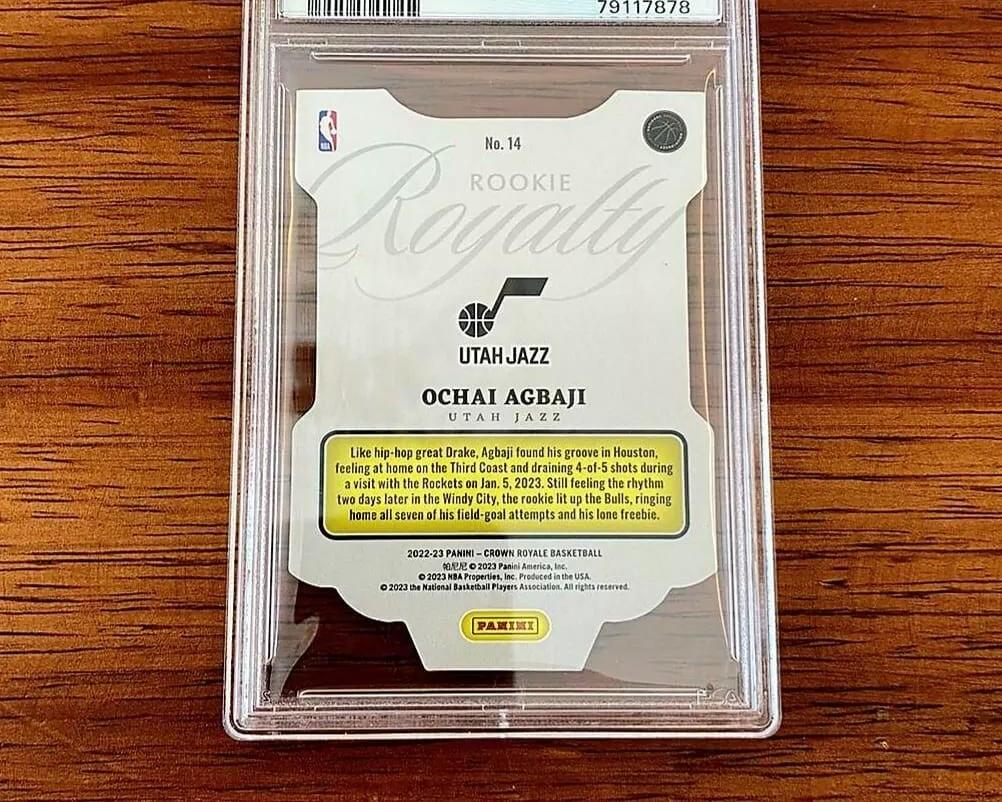 79117878
NBA
No. 14
ROOKIE
Royalty
UTAH JAZZ
OCHAI AGBAJI
UTAH JAZZ
Like hip-hop great Drake, Agbaji found his groove in Houston,
feeling at home on the Third Coast and draining 4-of-5 shots during
a visit with the Rockets on Jan. 5, 2023. Still feeling the rhythm
two days later in the Windy City, the rookie lit up the Bulls, ringing
home all seven of his field-goal attempts and his lone freebie.
2022-23 PANINI – CROWN ROYALE BASKETBALL
帕尼尼 © 2023 Panini America, Inc.
© 2023 NBA Properties, Inc. Produced in the USA.
© 2023 the National Basketball Players Association. All rights reserved.
PANINI